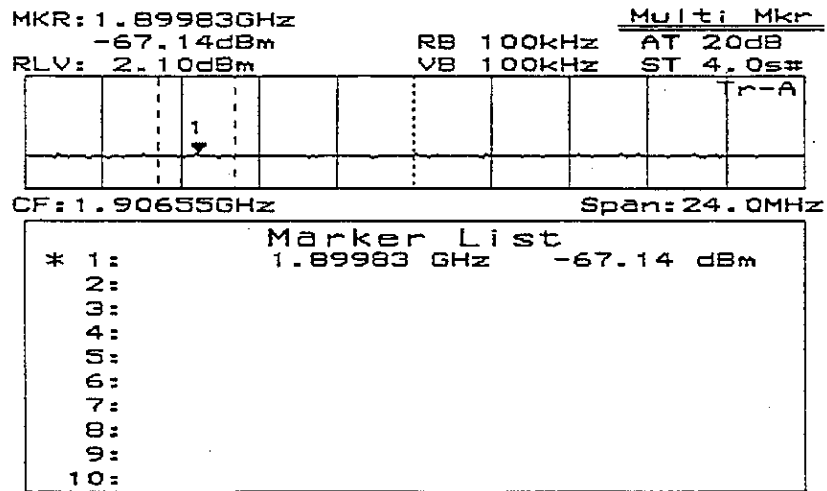 MKR:1.89983GHz Multi Mkr
-67.14dBm RB 100kHz AT 20dB
RLV: 2.10dBm VB 100kHz ST 4.0s#
Tr-A
1
CF:1.90655GHz Span:24.0MHz
Marker List
* 1: 1.89983 GHz -67.14 dBm
2:
3:
4:
5:
6:
7:
8:
9:
10: